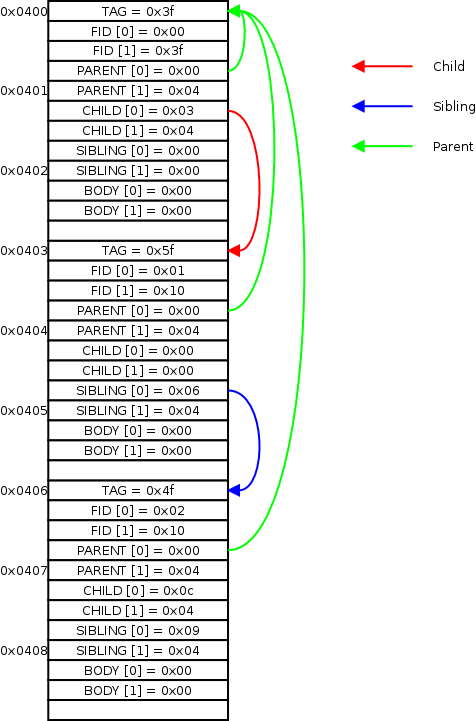 0x0400 TAG = 0x3f
FID [0] = 0x00
FID [1] = 0x3f
PARENT [0] = 0x00
0x0401 PARENT [1] = 0x04
CHILD [0] = 0x03
CHILD [1] = 0x04
SIBLING [0] = 0x00
0x0402 SIBLING [1] = 0x00
BODY [0] = 0x00
BODY [1] = 0x00
0x0403 TAG = 0x5f
FID [0] = 0x01
FID [1] = 0x10
PARENT [0] = 0x00
0x0404 PARENT [1] = 0x04
CHILD [0] = 0x00
CHILD [1] = 0x00
SIBLING [0] = 0x06
0x0405 SIBLING [1] = 0x04
BODY [0] = 0x00
BODY [1] = 0x00
0x0406 TAG = 0x4f
FID [0] = 0x02
FID [1] = 0x10
PARENT [0] = 0x00
0x0407 PARENT [1] = 0x04
CHILD [0] = 0x0c
CHILD [1] = 0x04
SIBLING [0] = 0x09
0x0408 SIBLING [1] = 0x04
BODY [0] = 0x00
BODY [1] = 0x00
Child
Sibling
Parent